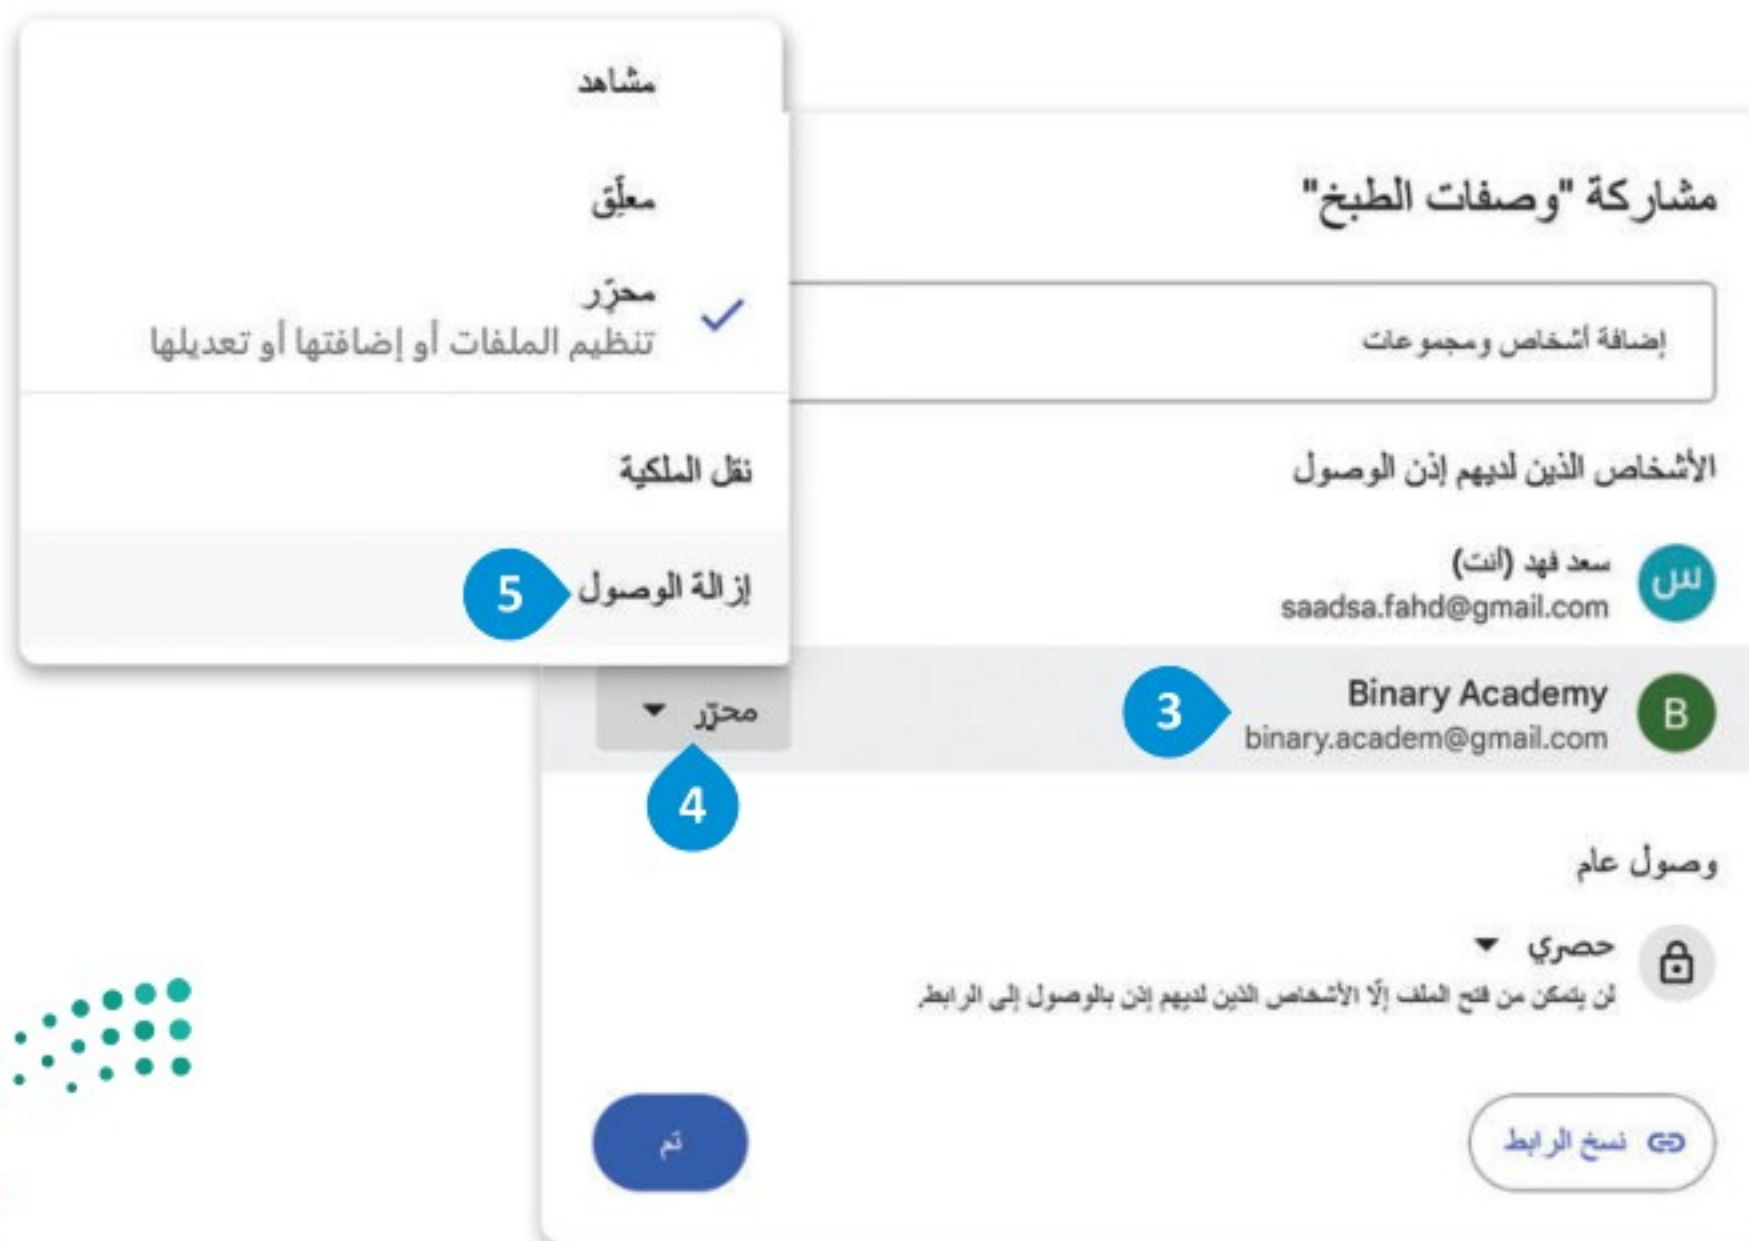 مشاهد
معلِّق
محرِّر
تنظيم الملفات أو إضافتها أو تعديلها
نقل الملكية
إزالة الوصول
5
مشاركة "وصفات الطبخ"
إضافة أشخاص ومجموعات
الأشخاص الذين لديهم إذن الوصول
س
سعد فهد (أنت)
saadsa.fahd@gmail.com
B
Binary Academy
binary.academ@gmail.com
3
محرّر
4
وصول عام
حصري
لن يتمكن من فتح الملف إلّا الأشخاص الذين لديهم إذن بالوصول إلى الرابط.
نسخ الرابط
تم